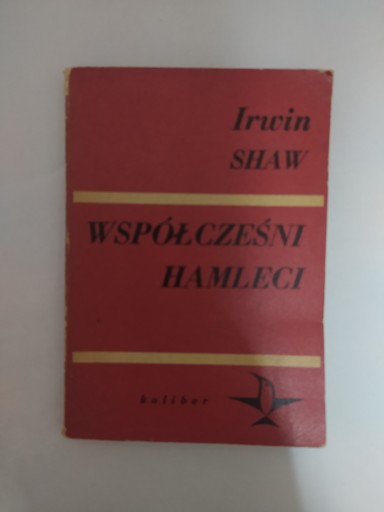 Irwin
SHAW
WSPÓŁCZEŚNI
HAMLECI
koliber